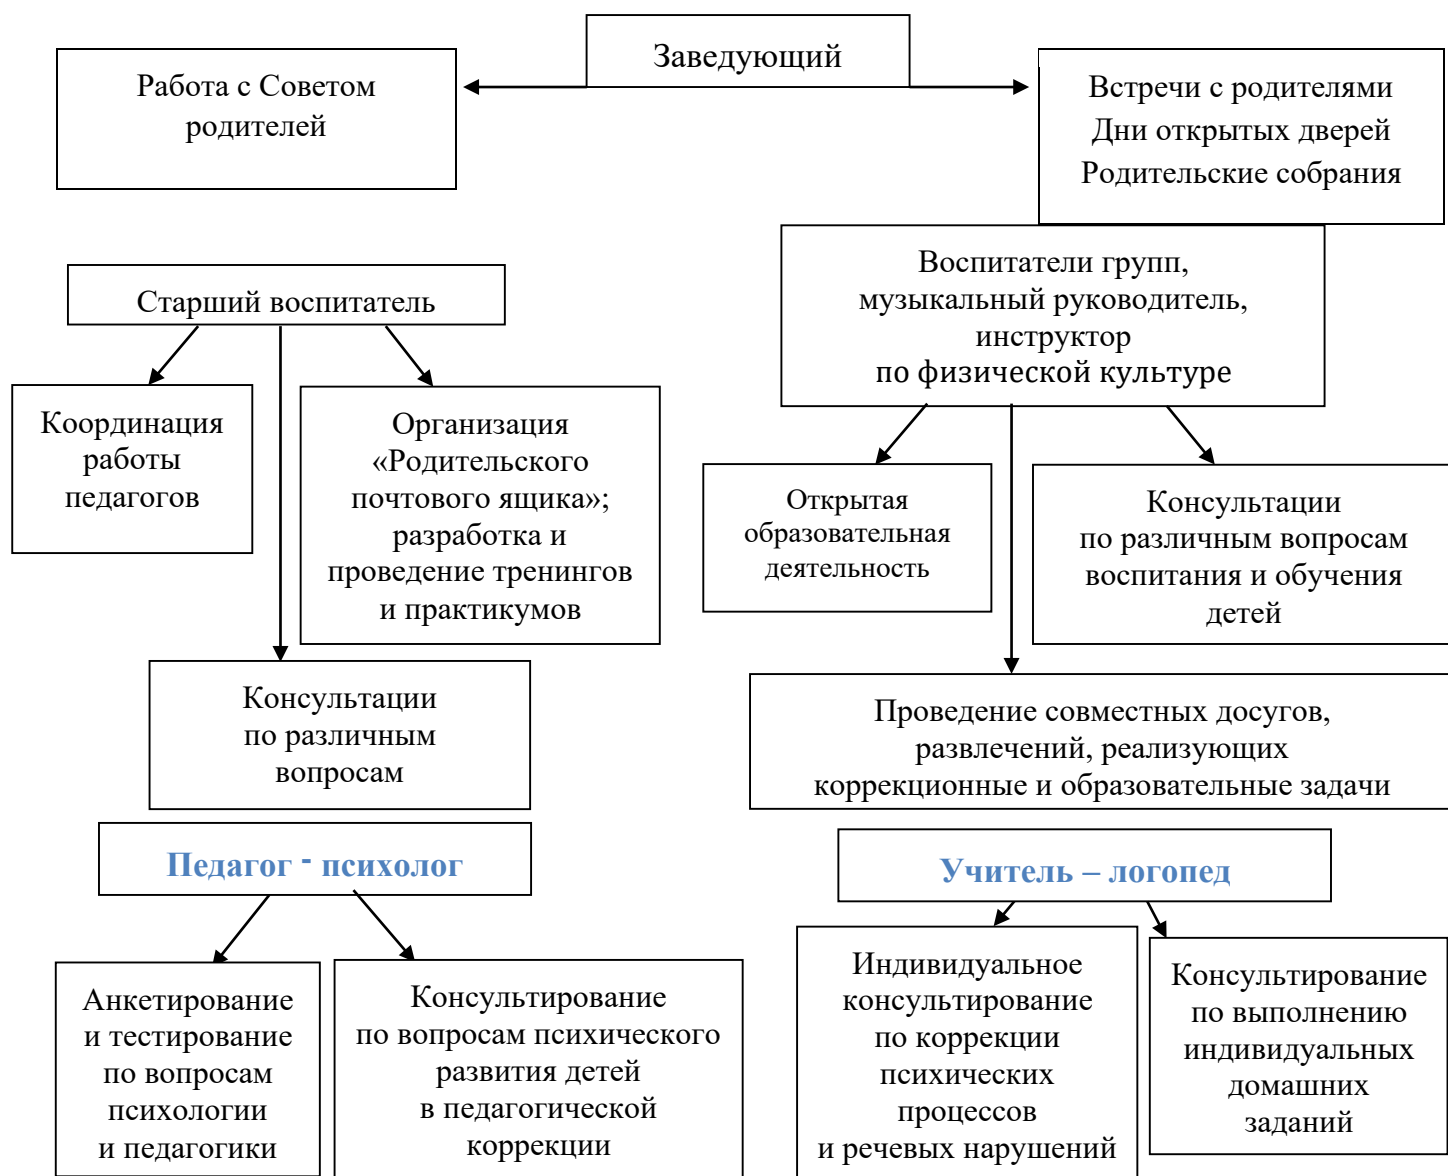 Заведующий
Работа с Советом
родителей
Встречи с родителями
Дни открытых дверей
Родительские собрания
Старший воспитатель
Координация
работы
педагогов
Организация
«Родительского
почтового ящика»;
разработка и
проведение тренингов
и практикумов
Консультации
по различным
вопросам
Воспитатели групп,
музыкальный руководитель,
инструктор
по физической культуре
Открытая
образовательная
деятельность
Консультации
по различным вопросам
воспитания и обучения
детей
Проведение совместных досугов,
развлечений, реализующих
коррекционные и образовательные задачи
Педагог - психолог
Анкетирование
и тестирование
по вопросам
психологии
и педагогики
Консультирование
по вопросам психического
развития детей
в педагогической
коррекции
Учитель – логопед
Индивидуальное
консультирование
по коррекции
психических
процессов
и речевых нарушений
Консультирование
по выполнению
индивидуальных
домашних
заданий